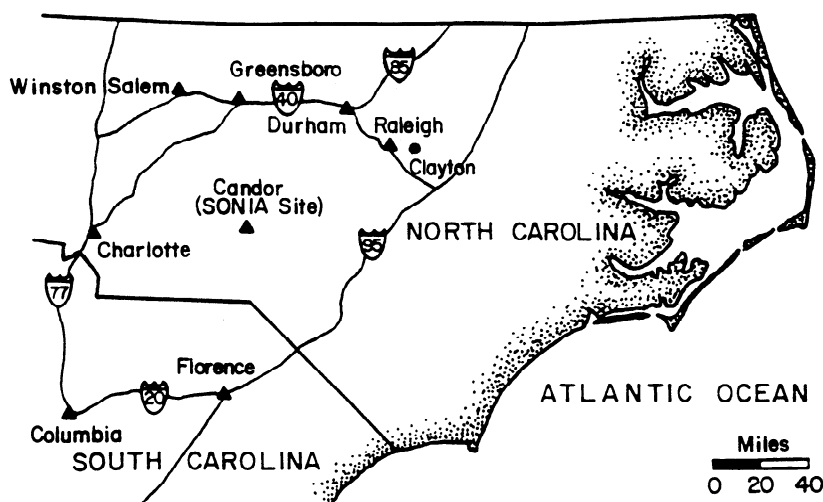 85
Greensboro
Winston Salem
40
Durham
Raleigh
Clayton
Candor
(SONIA Site)
NORTH CAROLINA
95
Charlotte
77
Florence
20
ATLANTIC OCEAN
Columbia
SOUTH CAROLINA
Miles
0 20 40